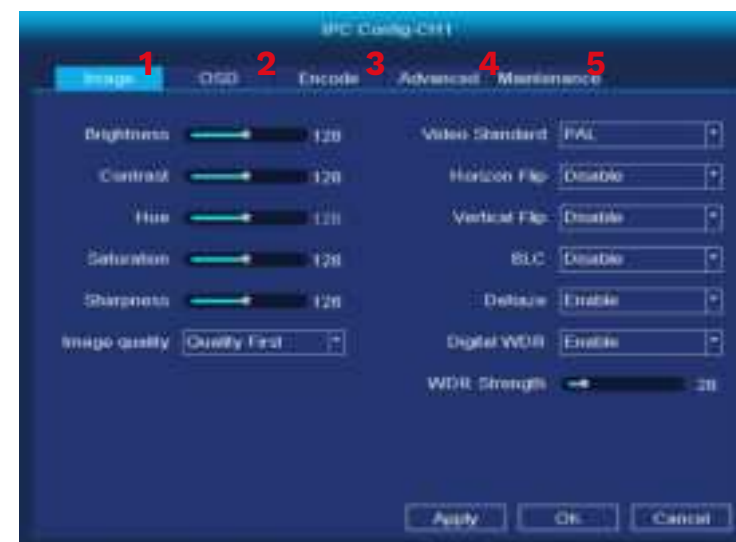 IPC Config-CH1
Image 1 OSD 2 Encode 3 Advanced 4 Maintenance 5
Brightness 128 Video Standard PAL
Contrast 128 Horizon Flip Disable
Hue 128 Vertical Flip Disable
Saturation 128 BLC Disable
Sharpness 128 Dehaze Enable
Image quality Quality First Digital WDR Enable
WDR Strength 28
Apply OK Cancel